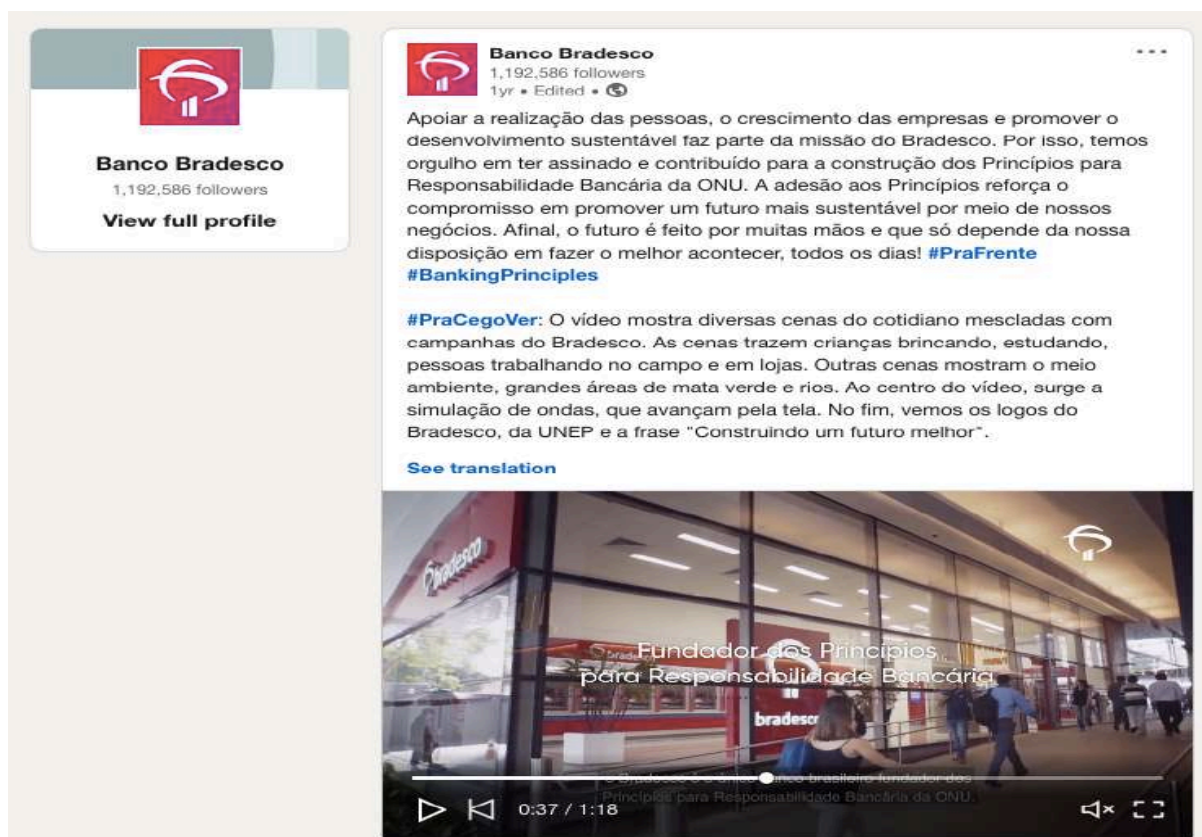 Banco Bradesco
1,192,586 followers
View full profile
Banco Bradesco
1,192,586 followers
1yr • Edited •
...
Apoiar a realização das pessoas, o crescimento das empresas e promover o
desenvolvimento sustentável faz parte da missão do Bradesco. Por isso, temos
orgulho em ter assinado e contribuído para a construção dos Princípios para
Responsabilidade Bancária da ONU. A adesão aos Princípios reforça o
compromisso em promover um futuro mais sustentável por meio de nossos
negócios. Afinal, o futuro é feito por muitas mãos e que só depende da nossa
disposição em fazer o melhor acontecer, todos os dias! #PraFrente
#BankingPrinciples
#PraCegoVer: O vídeo mostra diversas cenas do cotidiano mescladas com
campanhas do Bradesco. As cenas trazem crianças brincando, estudando,
pessoas trabalhando no campo e em lojas. Outras cenas mostram o meio
ambiente, grandes áreas de mata verde e rios. Ao centro do vídeo, surge a
simulação de ondas, que avançam pela tela. No fim, vemos os logos do
Bradesco, da UNEP e a frase "Construindo um futuro melhor".
See translation
bradesco
Fundador dos Princípios
para Responsabilidade Bancária
bradesco
o Bradesco é o único banco brasileiro fundador dos
Princípios para Responsabilidade Bancária da ONU.
0:37 / 1:18